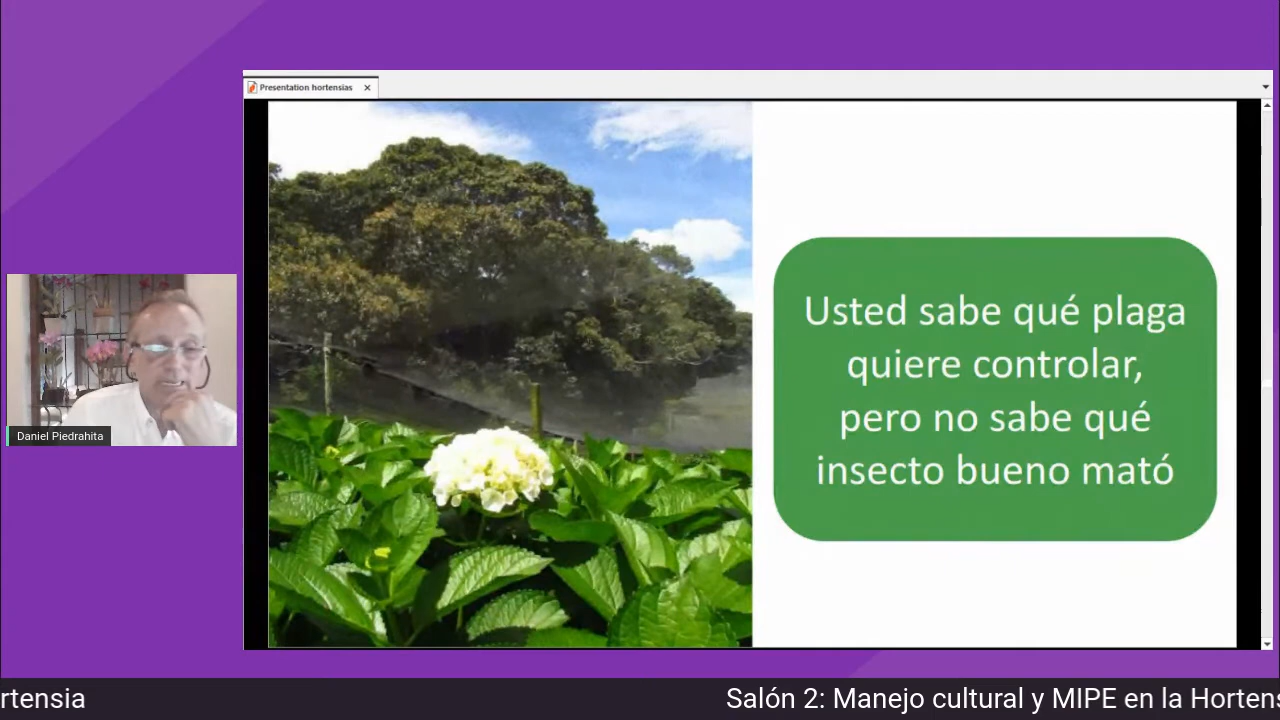 Presentation hortensias
Usted sabe qué plaga
quiere controlar,
pero no sabe qué
insecto bueno mató
Daniel Piedrahita
rtensia
Salón 2: Manejo cultural y MIPE en la Hortens